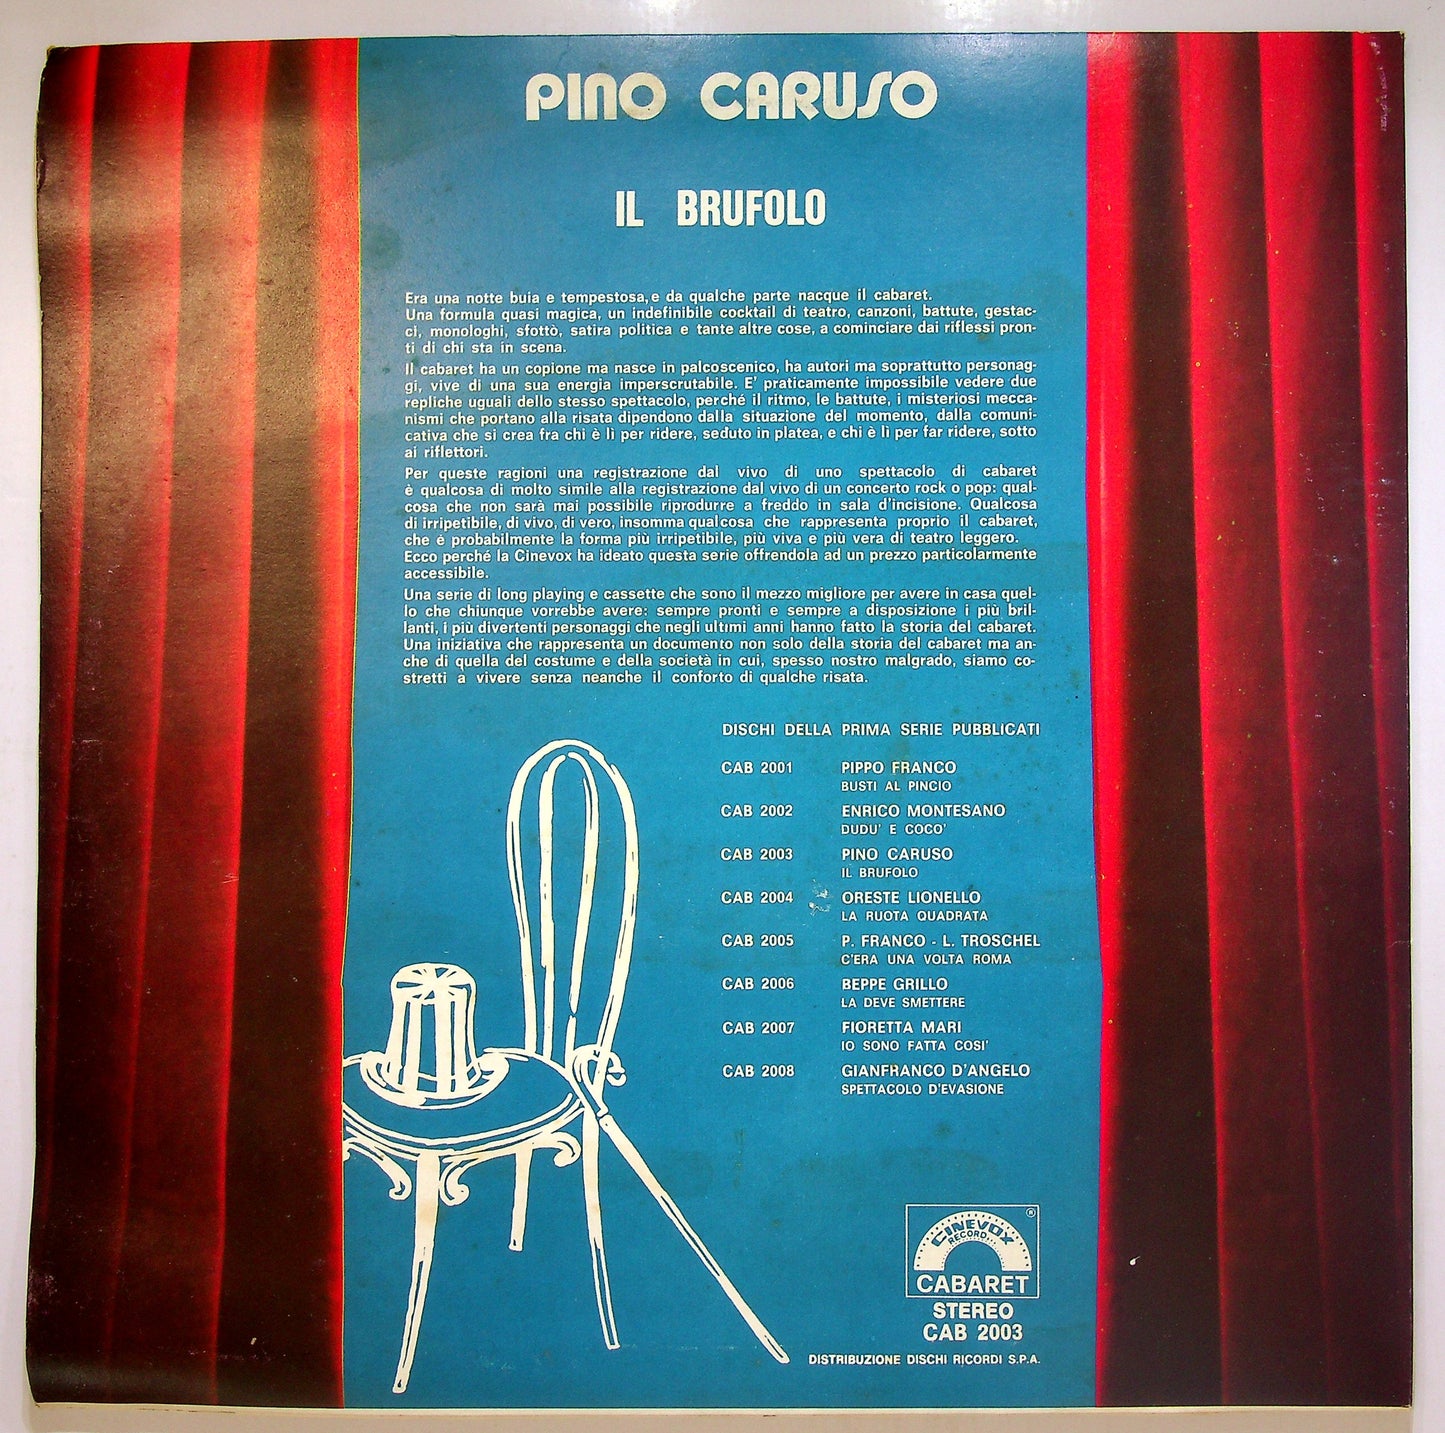 PINO CARUSO
IL BRUFOLO
Era una notte buia e tempestosa, e da qualche parte nacque il cabaret.
Una formula quasi magica, un indefinibile cocktail di teatro, canzoni, battute, gestac-
ci, monologhi, sfottò, satira politica e tante altre cose, a cominciare dai riflessi pron-
ti di chi sta in scena.
Il cabaret ha un copione ma nasce in palcoscenico, ha autori ma soprattutto personag-
gi, vive di una sua energia imperscrutabile. E' praticamente impossibile vedere due
repliche uguali dello stesso spettacolo, perché il ritmo, le battute, i misteriosi mecca-
nismi che portano alla risata dipendono dalla situazione del momento, dalla comuni-
cativa che si crea fra chi è lì per ridere, seduto in platea, e chi è lì per far ridere, sotto
ai riflettori.
Per queste ragioni una registrazione dal vivo di uno spettacolo di cabaret
è qualcosa di molto simile alla registrazione dal vivo di un concerto rock o pop: qual-
cosa che non sarà mai possibile riprodurre a freddo in sala d'incisione. Qualcosa
di irripetibile, di vivo, di vero, insomma qualcosa che rappresenta proprio il cabaret,
che é probabilmente la forma più irripetibile, più viva e più vera di teatro leggero.
Ecco perché la Cinevox ha ideato questa serie offrendola ad un prezzo particolarmente
accessibile.
Una serie di long playing e cassette che sono il mezzo migliore per avere in casa quel-
lo che chiunque vorrebbe avere: sempre pronti e sempre a disposizione i più bril-
lanti, i più divertenti personaggi che negli ultimi anni hanno fatto la storia del cabaret.
Una iniziativa che rappresenta un documento non solo della storia del cabaret ma an-
che di quella del costume e della società in cui, spesso nostro malgrado, siamo co-
stretti a vivere senza neanche il conforto di qualche risata.
DISCHI DELLA PRIMA SERIE PUBBLICATI
CAB 2001 PIPPO FRANCO
BUSTI AL PINCIO
CAB 2002 ENRICO MONTESANO
DUDU' E COCO'
CAB 2003 PINO CARUSO
IL BRUFOLO
CAB 2004 ORESTE LIONELLO
LA RUOTA QUADRATA
CAB 2005 P. FRANCO - L. TROSCHEL
C'ERA UNA VOLTA ROMA
CAB 2006 BEPPE GRILLO
LA DEVE SMETTERE
CAB 2007 FIORETTA MARI
IO SONO FATTA COSI'
CAB 2008 GIANFRANCO D'ANGELO
SPETTACOLO D'EVASIONE
®
CINEVOX
RECORD
CABARET
STEREO
CAB 2003
DISTRIBUZIONE DISCHI RICORDI S.P.A.